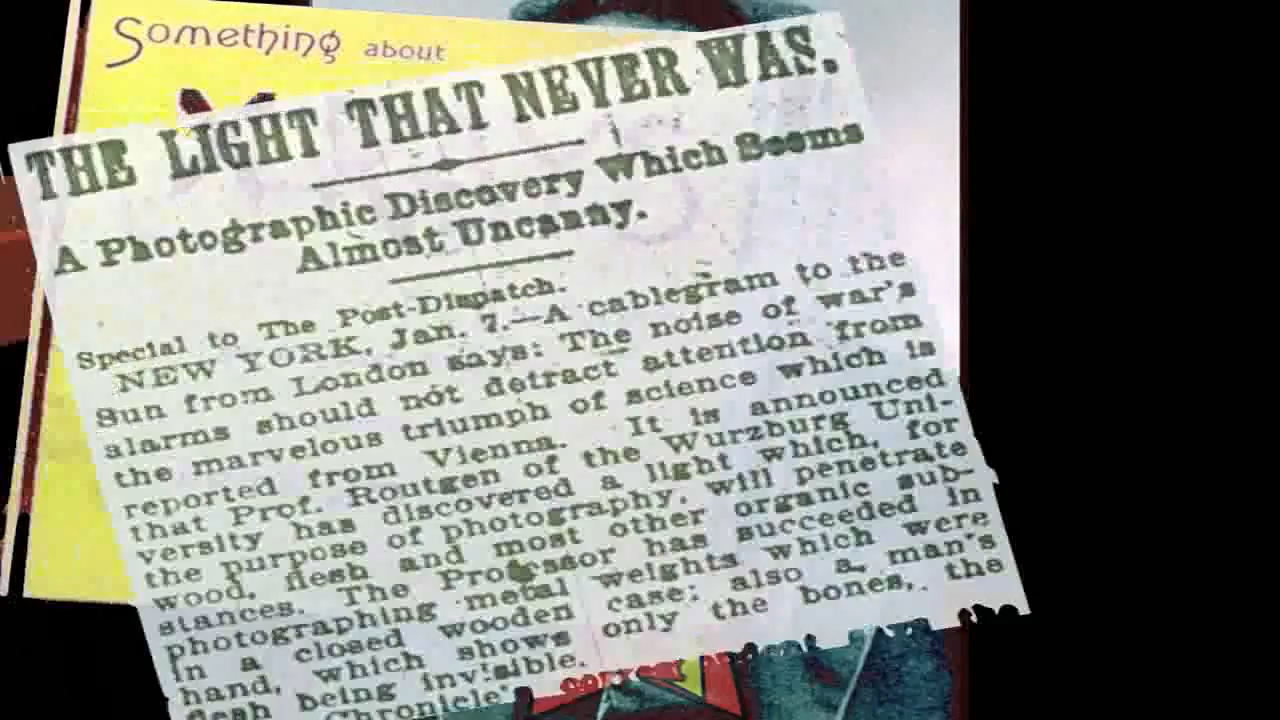 Something about
THE LIGHT THAT NEVER WAS.
A Photographic Discovery Which Seems
Almost Uncanny.
Special to The Post-Dispatch.
NEW YORK, Jan. 7.—A cablegram to the
Sun from London says: The noise of war's
alarms should not detract attention from
the marvelous triumph of science which is
reported from Vienna. It is announced
that Prof. Routgen of the Wurzburg Uni-
versity has discovered a light which, for
the purpose of photography, will penetrate
wood, flesh and most other organic sub-
stances. The Professor has succeeded in
photographing metal weights which were
in a closed wooden case; also a man's
hand, which shows only the bones, the
flesh being invisible.
Chronicle